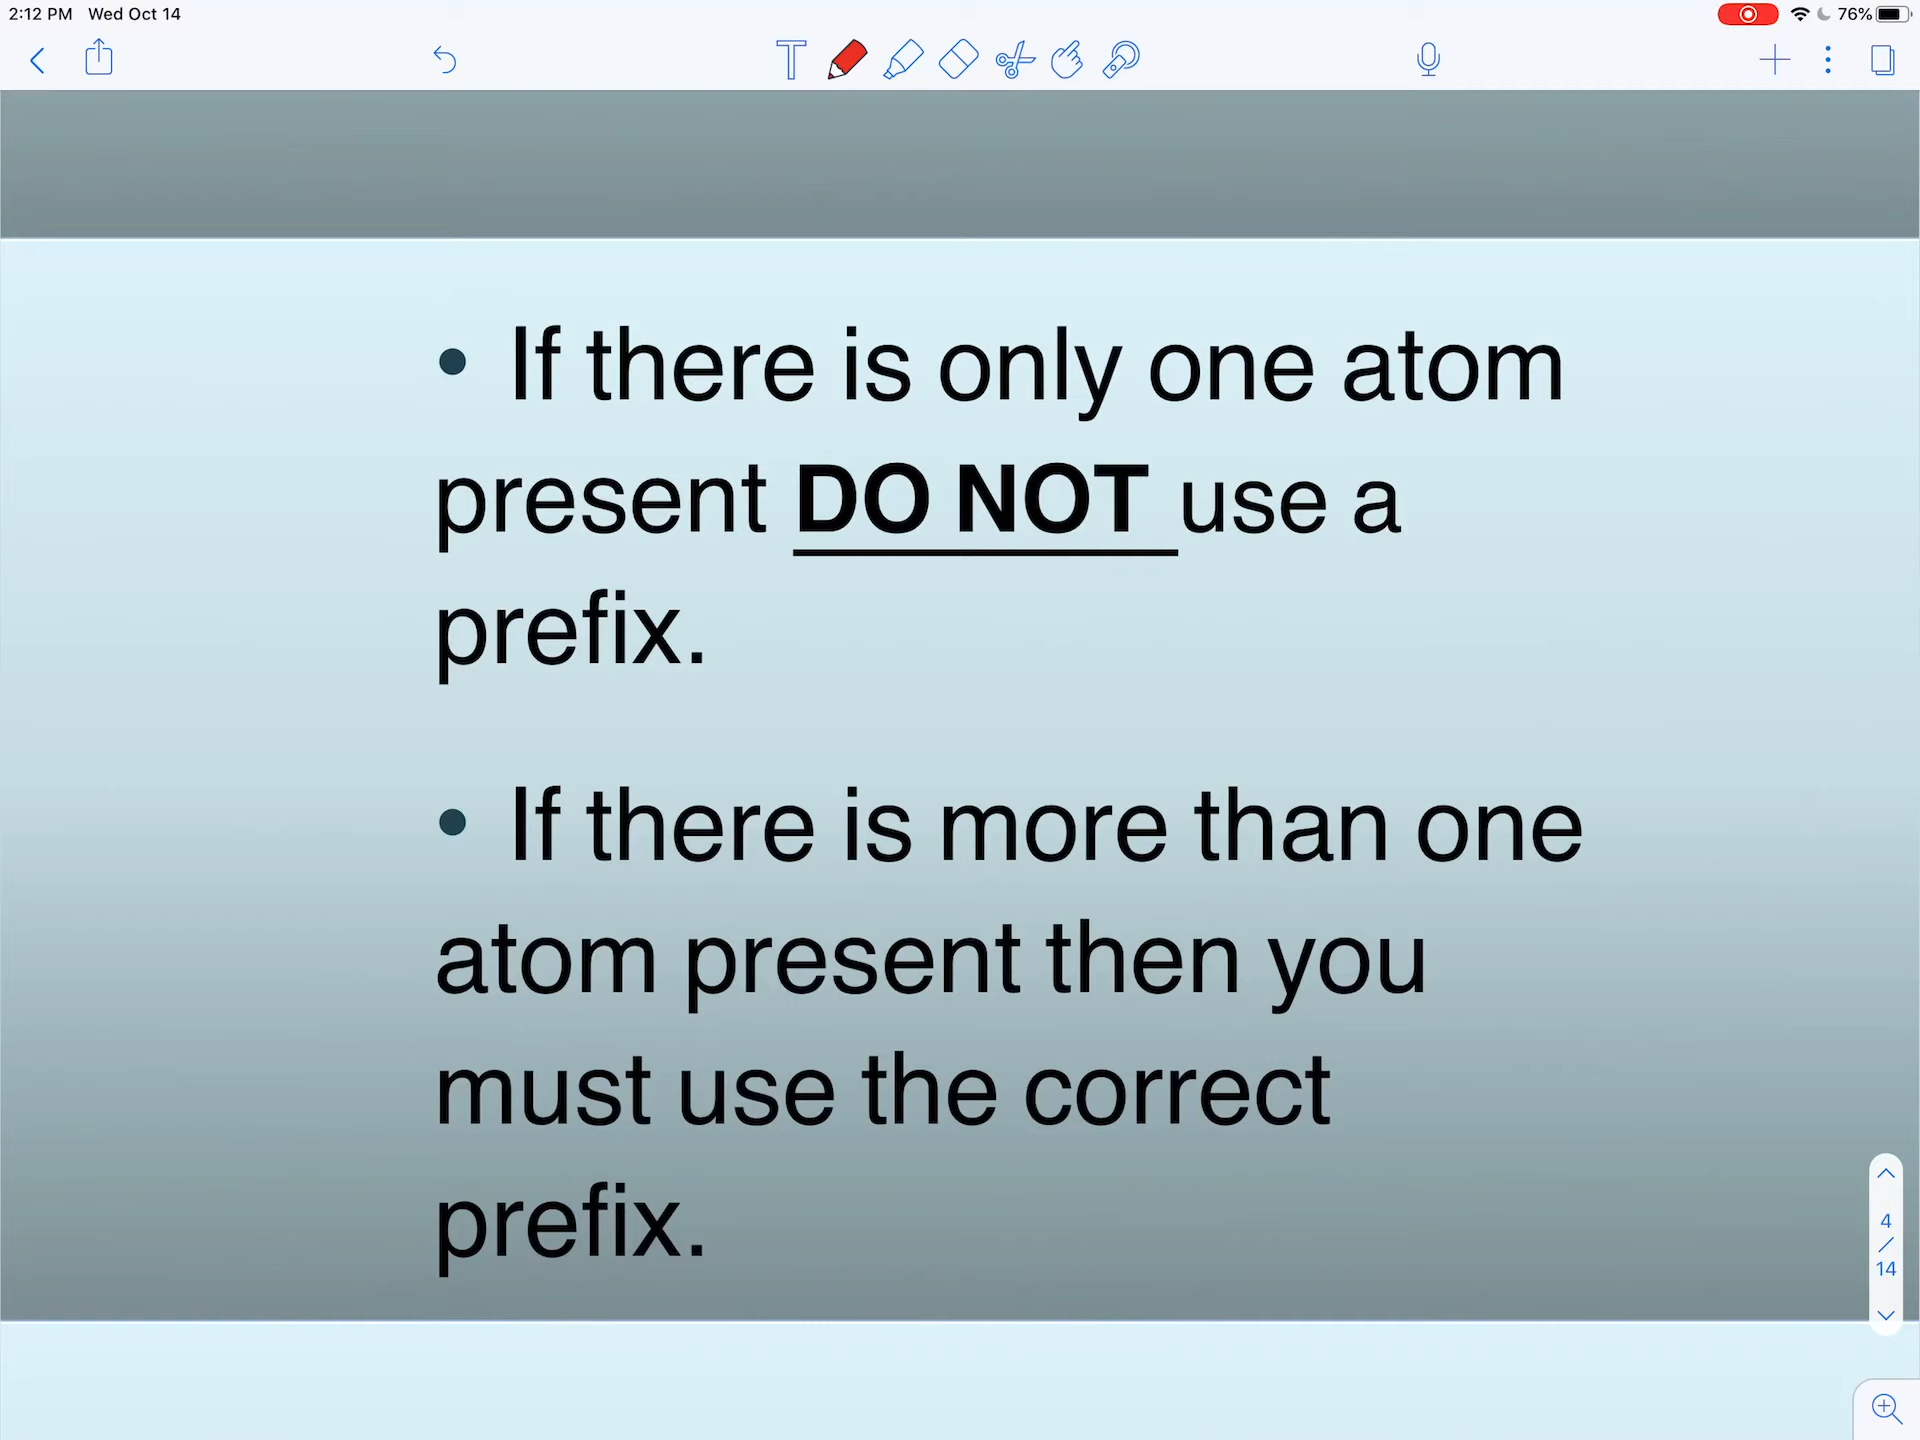 2:12 PM Wed Oct 14
76%
• If there is only one atom
present DO NOT use a
prefix.
• If there is more than one
atom present then you
must use the correct
prefix.
4
/
14